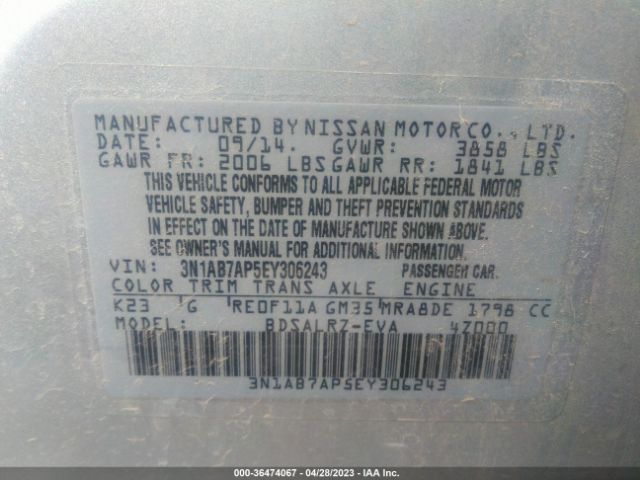 MANUFACTURED BY NISSAN MOTOR CO., LTD.
DATE: 09/14. GVWR: 3858 LBS
GAWR FR: 2006 LBS GAWR RR: 1841 LBS
THIS VEHICLE CONFORMS TO ALL APPLICABLE FEDERAL MOTOR
VEHICLE SAFETY, BUMPER AND THEFT PREVENTION STANDARDS
IN EFFECT ON THE DATE OF MANUFACTURE SHOWN ABOVE.
SEE OWNER'S MANUAL FOR ADDITIONAL INFORMATION.
VIN: 3N1AB7AP5EY306243 PASSENGER CAR.
COLOR TRIM TRANS AXLE ENGINE
K23 G RE0F11A GM35 MRA8DE 1798 CC
MODEL: BDSALRZ-EVA 4Z000
3N1AB7AP5EY306243
000-36474067 / 04/28/2023 - IAA Inc.